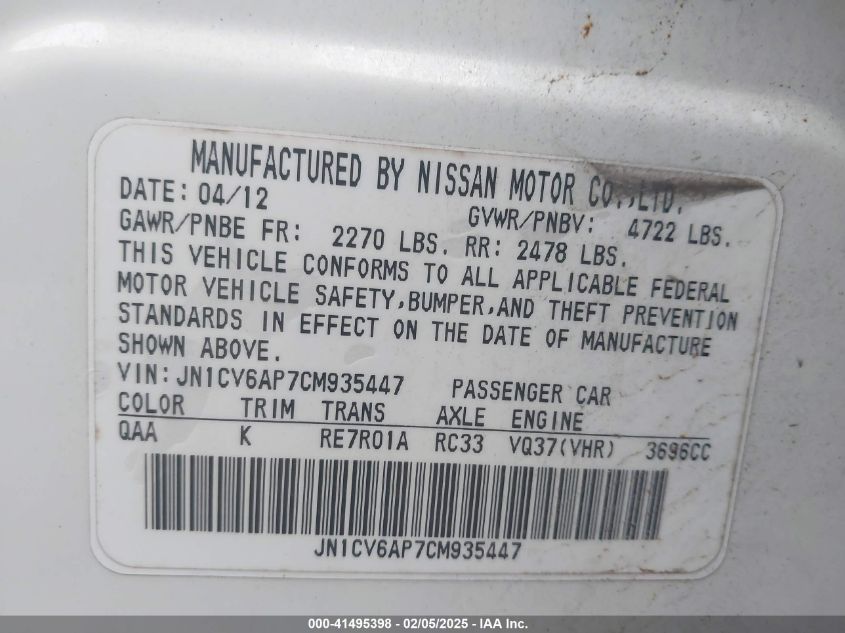 MANUFACTURED BY NISSAN MOTOR CO.,LTD.
DATE: 04/12 GVWR/PNBV: 4722 LBS.
GAWR/PNBE FR: 2270 LBS. RR: 2478 LBS.
THIS VEHICLE CONFORMS TO ALL APPLICABLE FEDERAL
MOTOR VEHICLE SAFETY,BUMPER,AND THEFT PREVENTION
STANDARDS IN EFFECT ON THE DATE OF MANUFACTURE
SHOWN ABOVE.
VIN: JN1CV6AP7CM935447 PASSENGER CAR
COLOR TRIM TRANS AXLE ENGINE
QAA K RE7R01A RC33 VQ37(VHR) 3696CC
JN1CV6AP7CM935447
000-41495398 - 02/05/2025 - IAA Inc.